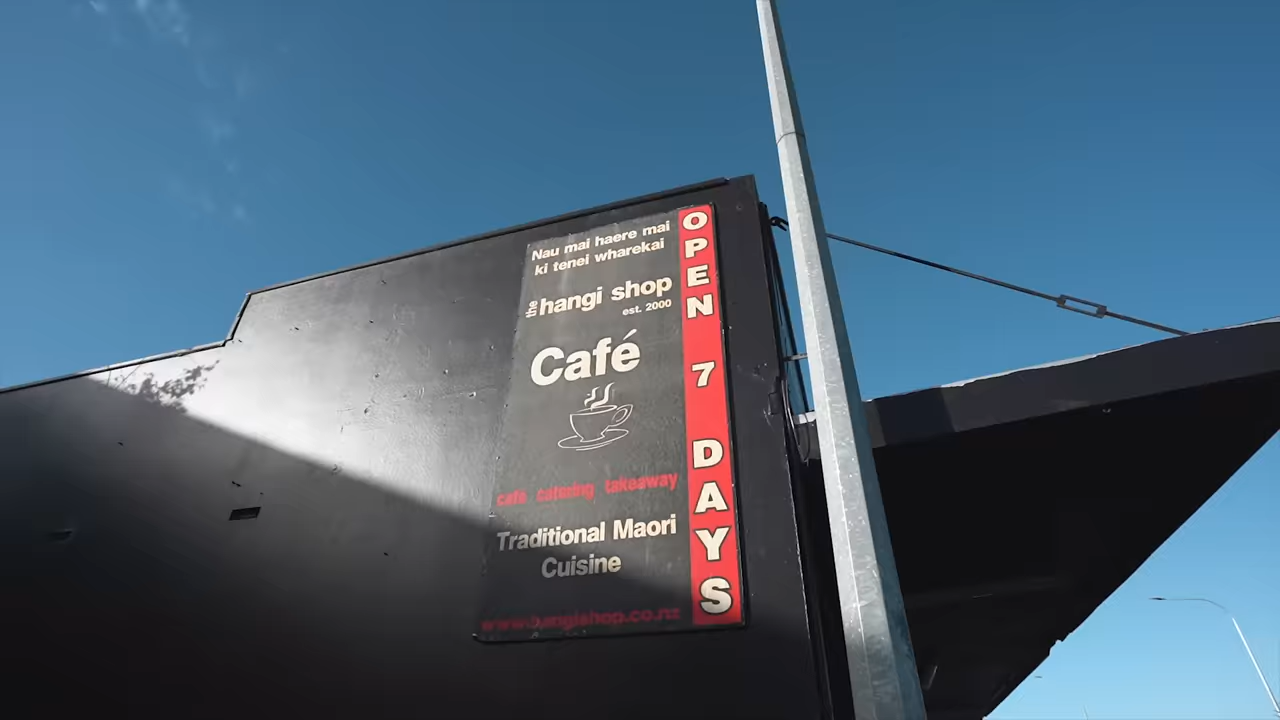 Nau mai haere mai
ki tenei wharekai
the hangi shop
est. 2000
Café
cafe catering takeaway
Traditional Maori
Cuisine
www.hangishop.co.nz
OPEN 7 DAYS